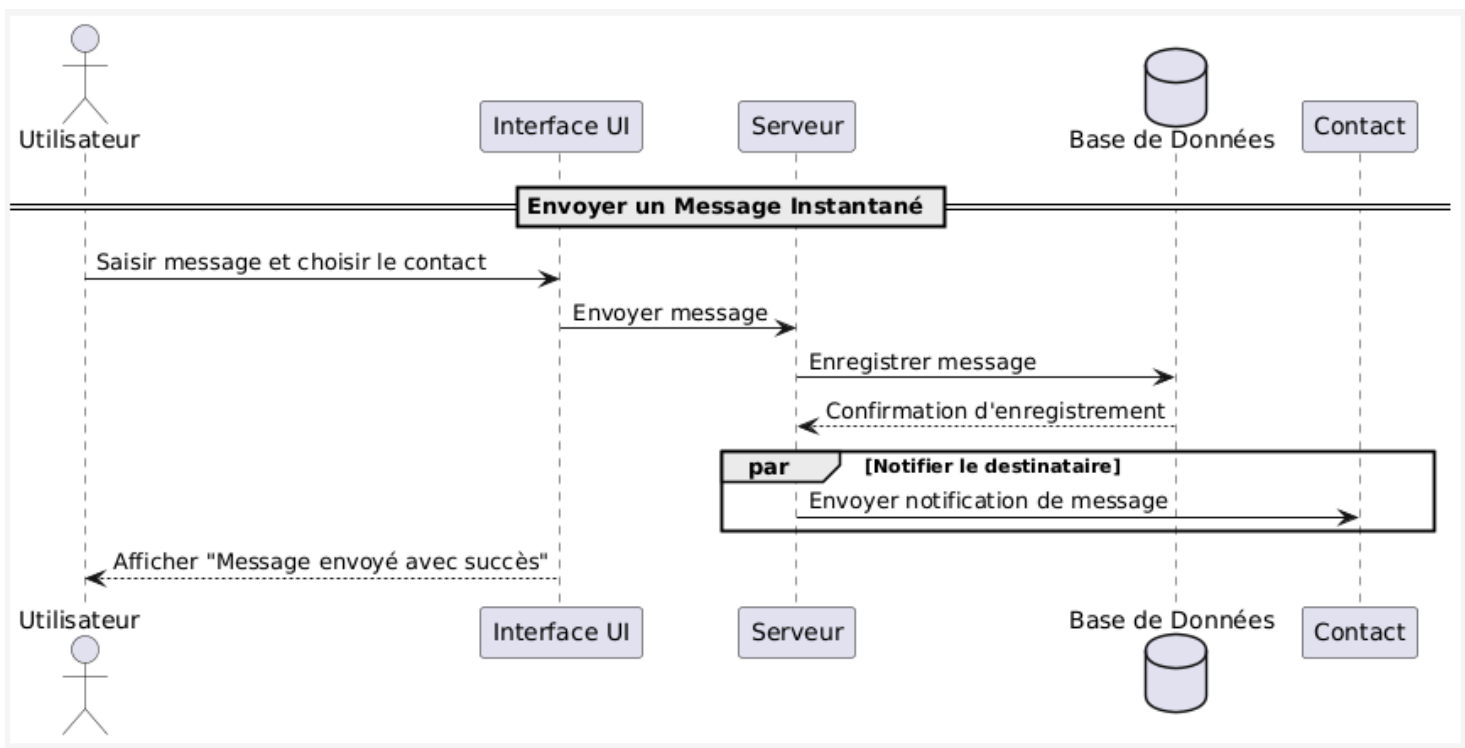 Utilisateur
Interface UI
Serveur
Base de Données
Contact
Envoyer un Message Instantané
Saisir message et choisir le contact
Envoyer message
Enregistrer message
Confirmation d'enregistrement
par [Notifier le destinataire]
Envoyer notification de message
Afficher "Message envoyé avec succès"
Utilisateur
Interface UI
Serveur
Base de Données
Contact